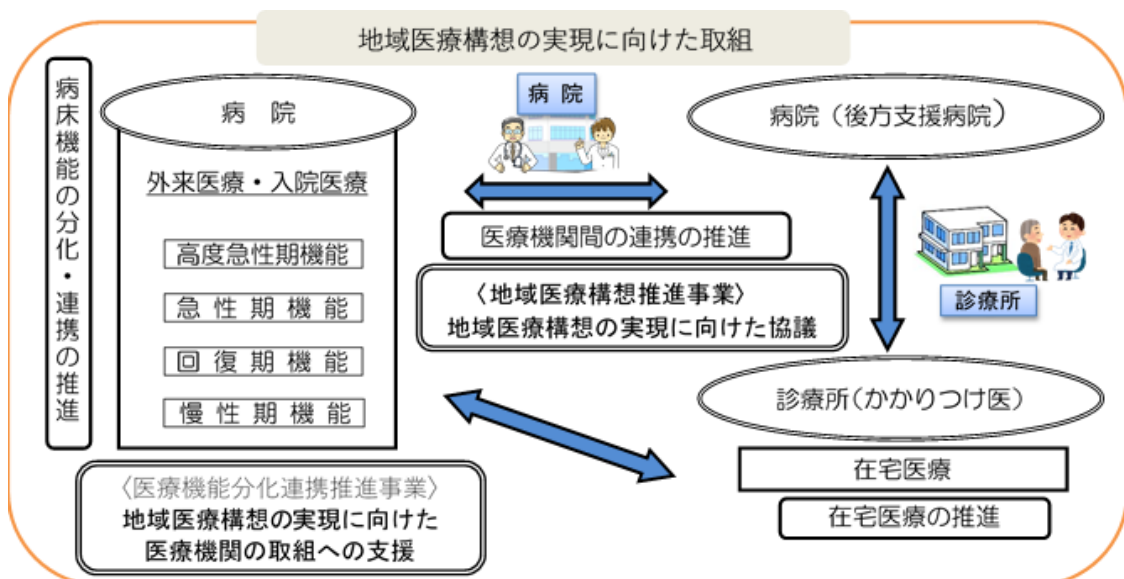 地域医療構想の実現に向けた取組
病床機能の分化・連携の推進
病院
外来医療・入院医療
高度急性期機能
急性期機能
回復期機能
慢性期機能
〈医療機能分化連携推進事業〉
地域医療構想の実現に向けた
医療機関の取組への支援
病院
医療機関間の連携の推進
〈地域医療構想推進事業〉
地域医療構想の実現に向けた協議
病院（後方支援病院）
診療所
診療所（かかりつけ医）
在宅医療
在宅医療の推進